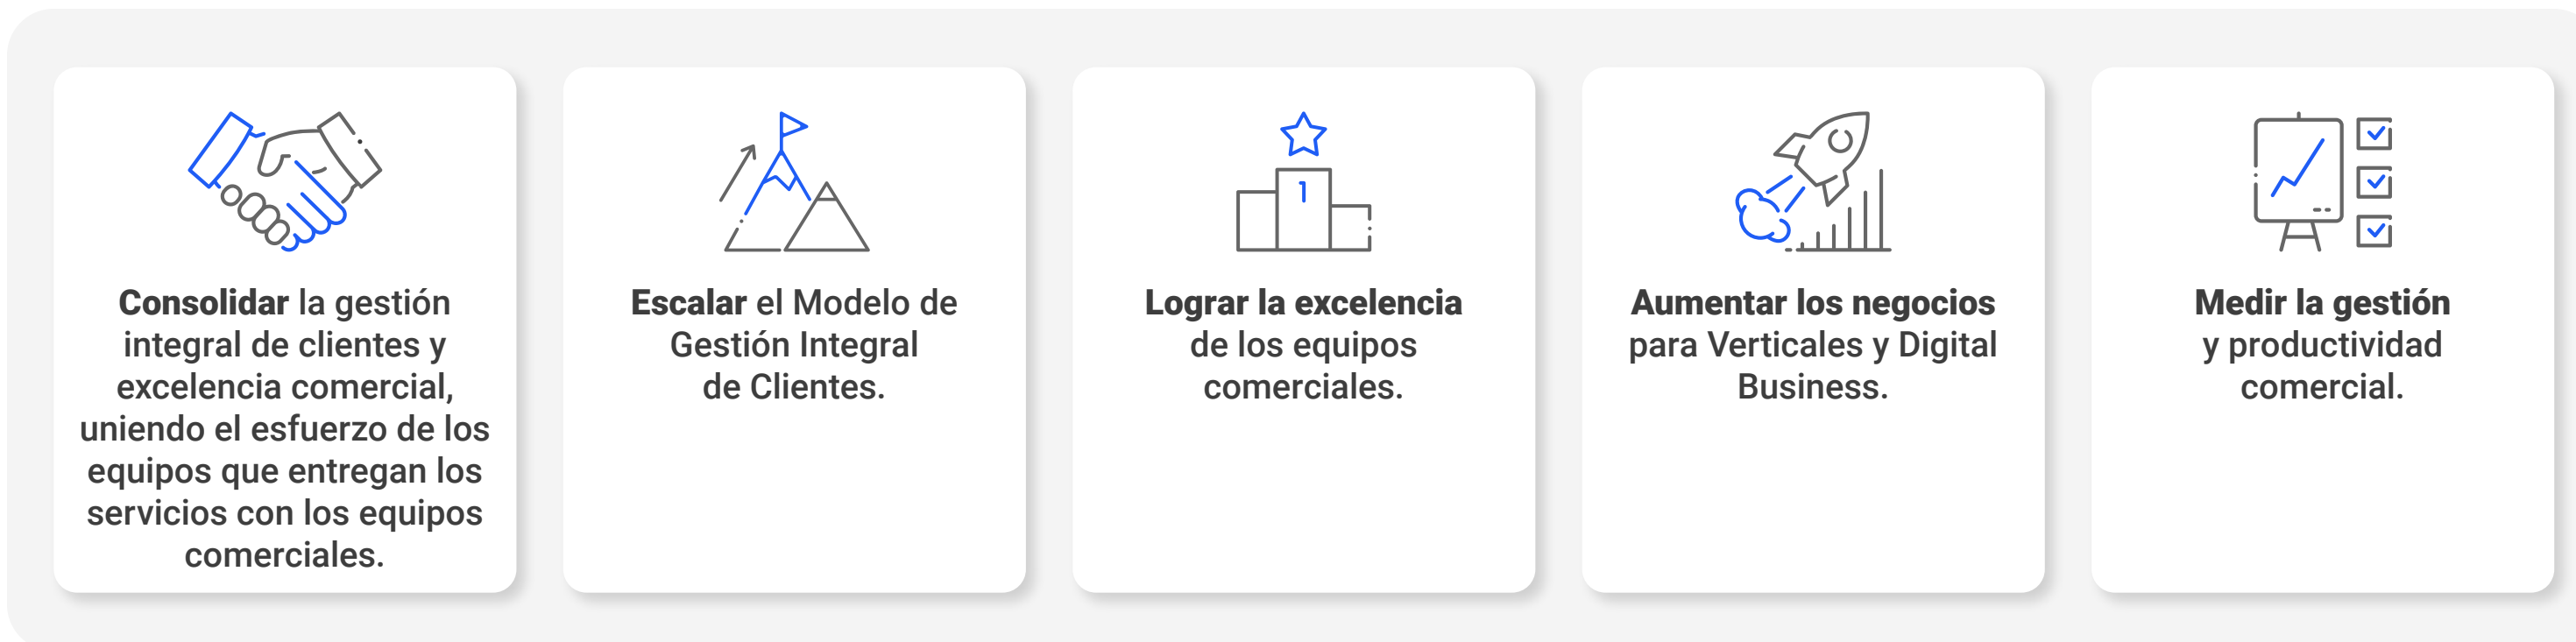 Consolidar la gestión
integral de clientes y
excelencia comercial,
uniendo el esfuerzo de los
equipos que entregan los
servicios con los equipos
comerciales.
Escalar el Modelo de
Gestión Integral
de Clientes.
1
Lograr la excelencia
de los equipos
comerciales.
Aumentar los negocios
para Verticales y Digital
Business.
Medir la gestión
y productividad
comercial.